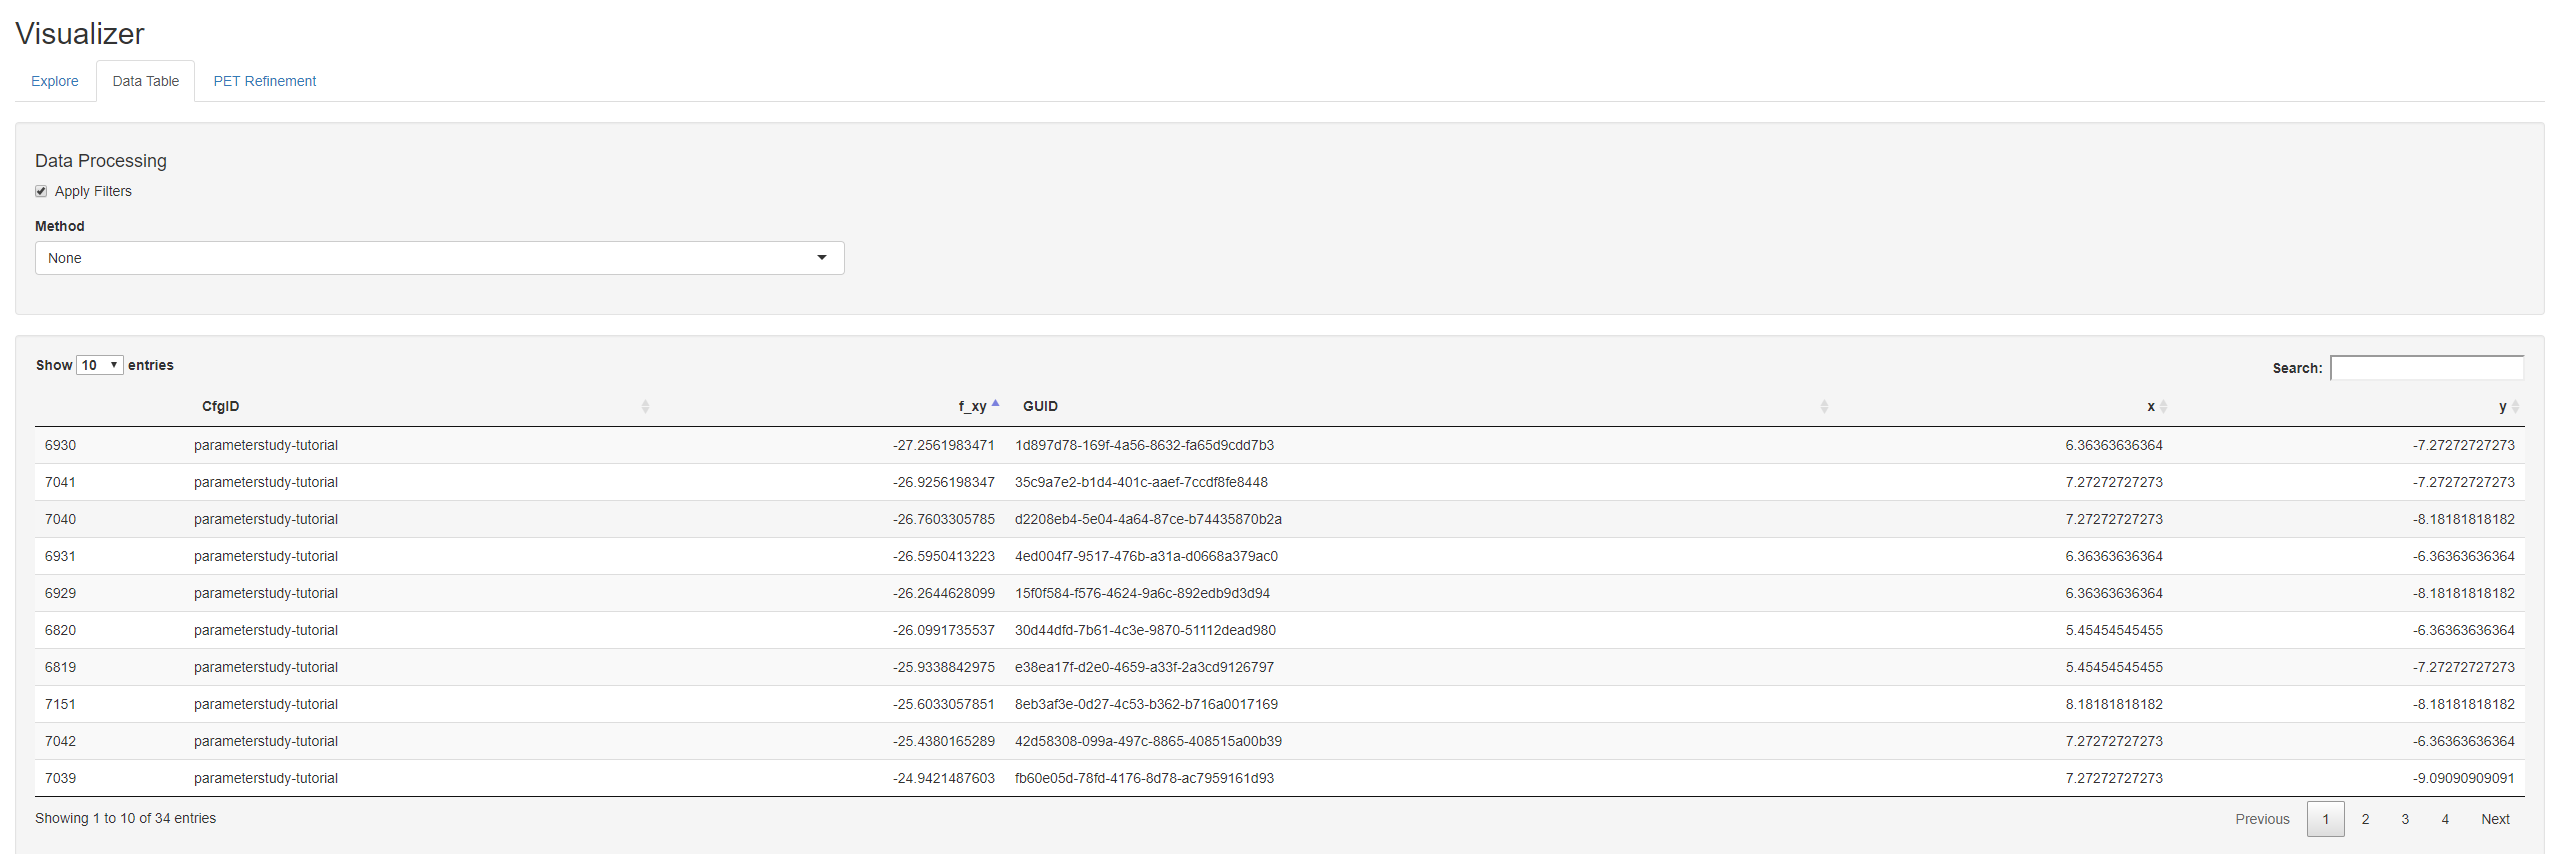 Visualizer
Explore Data Table PET Refinement
Data Processing
Apply Filters
Method
None
Show 10 entries Search:
CfgID f_xy GUID x y
6930 parameterstudy-tutorial -27.2561983471 1d897d78-169f-4a56-8632-fa65d9cdd7b3 6.36363636364 -7.27272727273
7041 parameterstudy-tutorial -26.9256198347 35c9a7e2-b1d4-401c-aaef-7ccdf8fe8448 7.27272727273 -7.27272727273
7040 parameterstudy-tutorial -26.7603305785 d2208eb4-5e04-4a64-87ce-b74435870b2a 7.27272727273 -8.18181818182
6931 parameterstudy-tutorial -26.5950413223 4ed004f7-9517-476b-a31a-d0668a379ac0 6.36363636364 -6.36363636364
6929 parameterstudy-tutorial -26.2644628099 15f0f584-f576-4624-9a6c-892edb9d3d94 6.36363636364 -8.18181818182
6820 parameterstudy-tutorial -26.0991735537 30d44dfd-7b61-4c3e-9870-51112dead980 5.45454545455 -6.36363636364
6819 parameterstudy-tutorial -25.9338842975 e38ea17f-d2e0-4659-a33f-2a3cd9126797 5.45454545455 -7.27272727273
7151 parameterstudy-tutorial -25.6033057851 8eb3af3e-0d27-4c53-b362-b716a0017169 8.18181818182 -8.18181818182
7042 parameterstudy-tutorial -25.4380165289 42d58308-099a-497c-8865-408515a00b39 7.27272727273 -6.36363636364
7039 parameterstudy-tutorial -24.9421487603 fb60e05d-78fd-4176-8d78-ac7959161d93 7.27272727273 -9.09090909091
Showing 1 to 10 of 34 entries Previous 1 2 3 4 Next